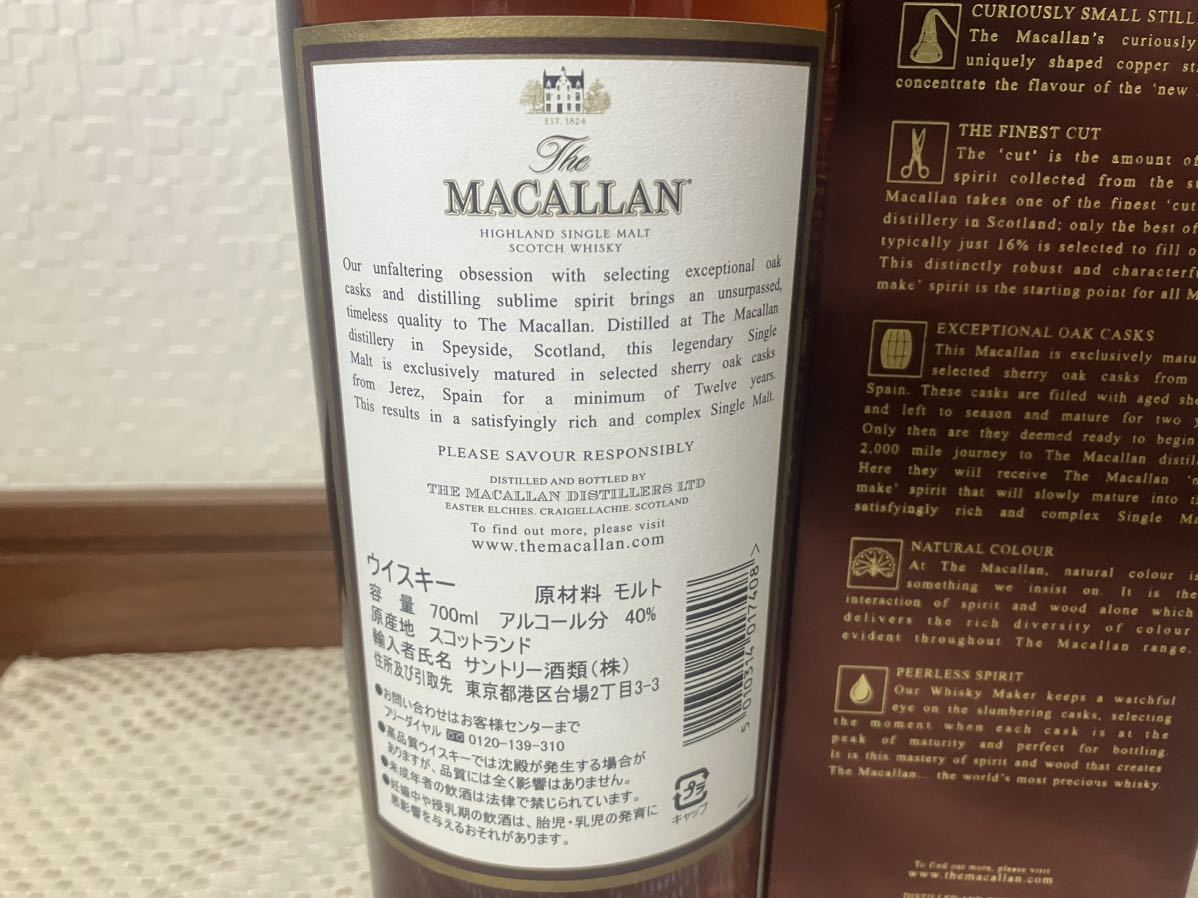 EST. 1824
The
MACALLAN
HIGHLAND SINGLE MALT
SCOTCH WHISKY
Our unfaltering obsession with selecting exceptional oak
casks and distilling sublime spirit brings an unsurpassed,
timeless quality to The Macallan. Distilled at The Macallan
distillery in Speyside, Scotland, this legendary Single
Malt is exclusively matured in selected sherry oak casks
from Jerez, Spain for a minimum of Twelve years.
This results in a satisfyingly rich and complex Single Malt.
PLEASE SAVOUR RESPONSIBLY
DISTILLED AND BOTTLED BY
THE MACALLAN DISTILLERS LTD
EASTER ELCHIES, CRAIGELLACHIE, SCOTLAND
To find out more, please visit
www.themacallan.com
ウイスキー 原材料 モルト
容量 700ml アルコール分 40%
原産地 スコットランド
輸入者氏名 サントリー酒類(株)
住所及び引取先 東京都港区台場2丁目3-3
●お問い合わせはお客様センターまで
フリーダイヤル 0120-139-310
●高品質ウイスキーでは沈殿が発生する場合が
ありますが、品質には全く影響はありません。
●未成年者の飲酒は法律で禁じられています。
●妊娠中や授乳期の飲酒は、胎児・乳児の発育に
悪影響を与えるおそれがあります。
5 010314 017408 >
プラ
キャップ
CURIOUSLY SMALL STILL
The Macallan's curiously
uniquely shaped copper
concentrate the flavour of the 'new
THE FINEST CUT
The 'cut' is the amount of
spirit collected from the
Macallan takes one of the finest 'cut
distillery in Scotland; only the best of
typically just 16% is selected to fill
This distinctly robust and
make' spirit is the starting point for all
EXCEPTIONAL OAK CASKS
This Macallan is exclusively
selected sherry oak casks from
Spain. These casks are filled with aged
and left to season and mature for two
Only then are they deemed ready to begin
2,000 mile journey to The Macallan
Here they will receive The Macallan
make' spirit that will slowly mature into
satisfyingly rich and complex Single
NATURAL COLOUR
At The Macallan, natural colour is
something we insist on. It is the
interaction of spirit and wood alone which
delivers the rich diversity of colour
evident throughout The Macallan range.
PEERLESS SPIRIT
Our Whisky Maker keeps a watchful
eye on the slumbering casks, selecting
the moment when each cask is at the
peak of maturity and perfect for bottling.
It is this mastery of spirit and wood that creates
The Macallan... the world's most precious whisky.
To find out more, please visit
www.themacallan.com